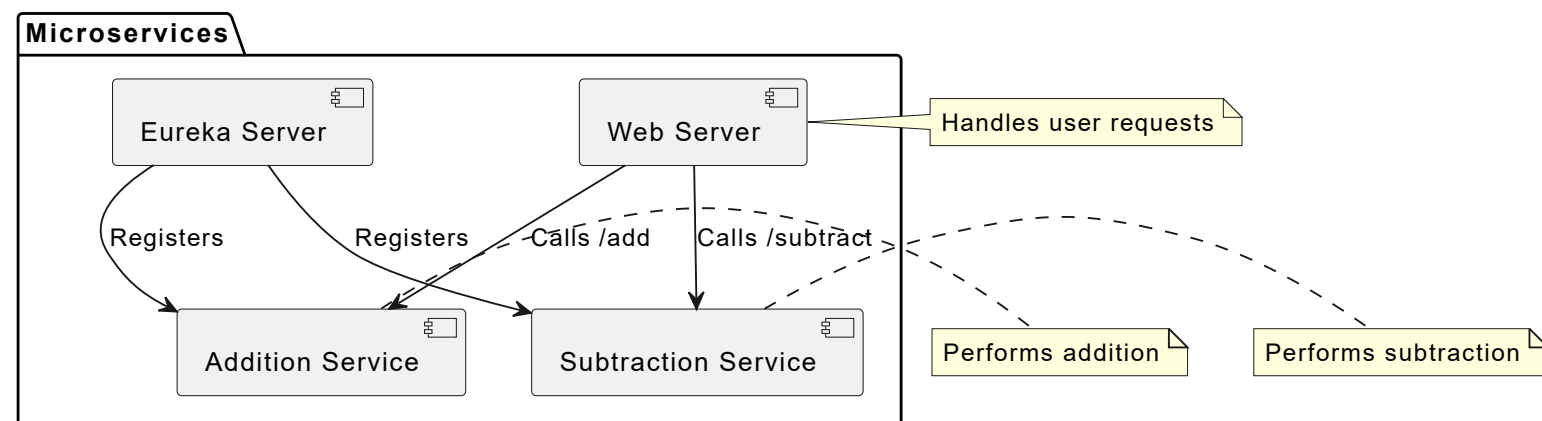 Microservices
Eureka Server
Web Server
Handles user requests
Registers
Registers
Calls /add
Calls /subtract
Addition Service
Subtraction Service
Performs addition
Performs subtraction